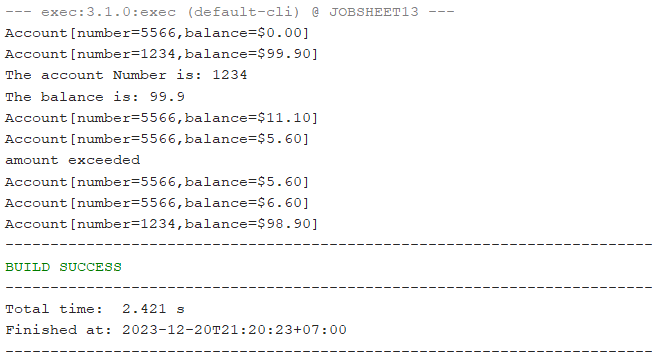 --- exec:3.1.0:exec (default-cli) @ JOBSHEET13 ---
Account[number=5566,balance=$0.00]
Account[number=1234,balance=$99.90]
The account Number is: 1234
The balance is: 99.9
Account[number=5566,balance=$11.10]
Account[number=5566,balance=$5.60]
amount exceeded
Account[number=5566,balance=$5.60]
Account[number=5566,balance=$6.60]
Account[number=1234,balance=$98.90]
------------------------------------------------------------------------
BUILD SUCCESS
------------------------------------------------------------------------
Total time:  2.421 s
Finished at: 2023-12-20T21:20:23+07:00
------------------------------------------------------------------------